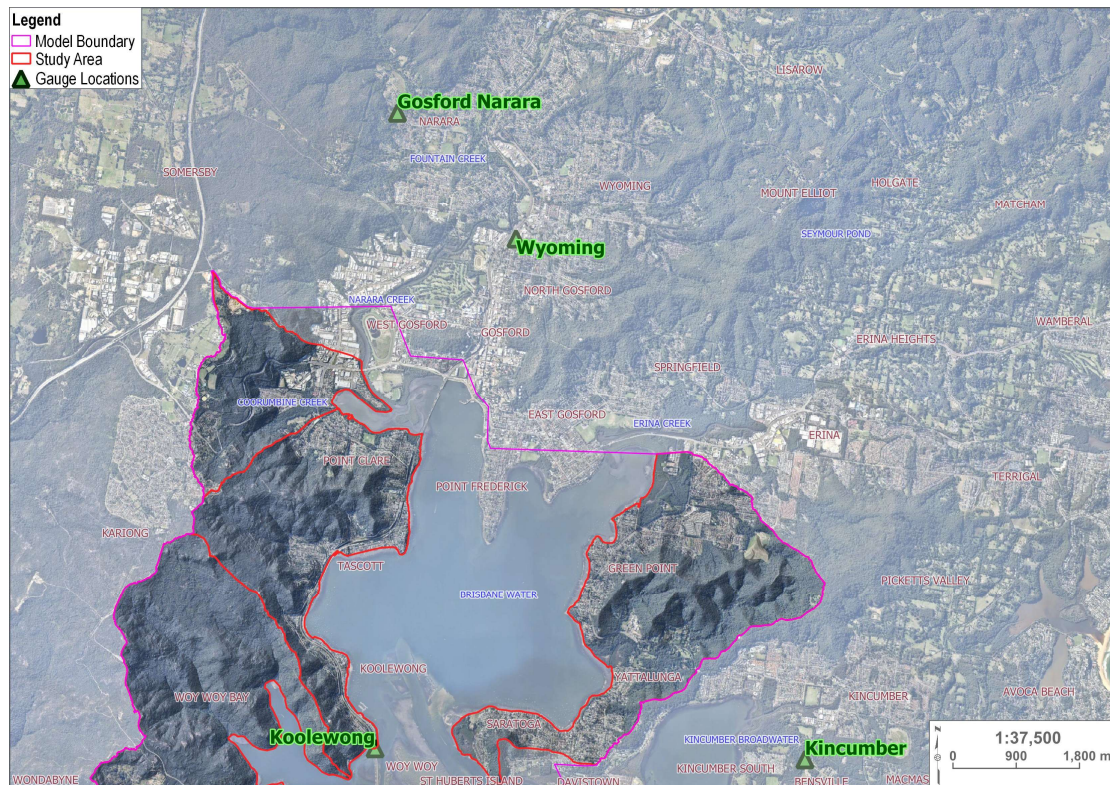 Legend
Model Boundary
Study Area
Gauge Locations
LISAROW
Gosford Narara
NARARA
FOUNTAIN CREEK
SOMERSBY
WYOMING
MOUNT ELLIOT
HOLGATE
MATCHAM
SEYMOUR POND
Wyoming
NORTH GOSFORD
NARARA CREEK
WEST GOSFORD
GOSFORD
WAMBERAL
ERINA HEIGHTS
SPRINGFIELD
COORUMBINE CREEK
EAST GOSFORD
ERINA CREEK
ERINA
POINT CLARE
TERRIGAL
POINT FREDERICK
KARIONG
TASCOTT
GREEN POINT
PICKETTS VALLEY
BRISBANE WATER
KOOLEWONG
YATTALUNGA
WOY WOY BAY
KINCUMBER
AVOCA BEACH
SARATOGA
Koolewong
KINCUMBER BROADWATER
Kincumber
WOY WOY
KINCUMBER SOUTH
WONDABYNE
ST HUBERTS ISLAND
DAVISTOWN
BENSVILLE
MACMAS
N
1:37,500
0 900 1,800 m